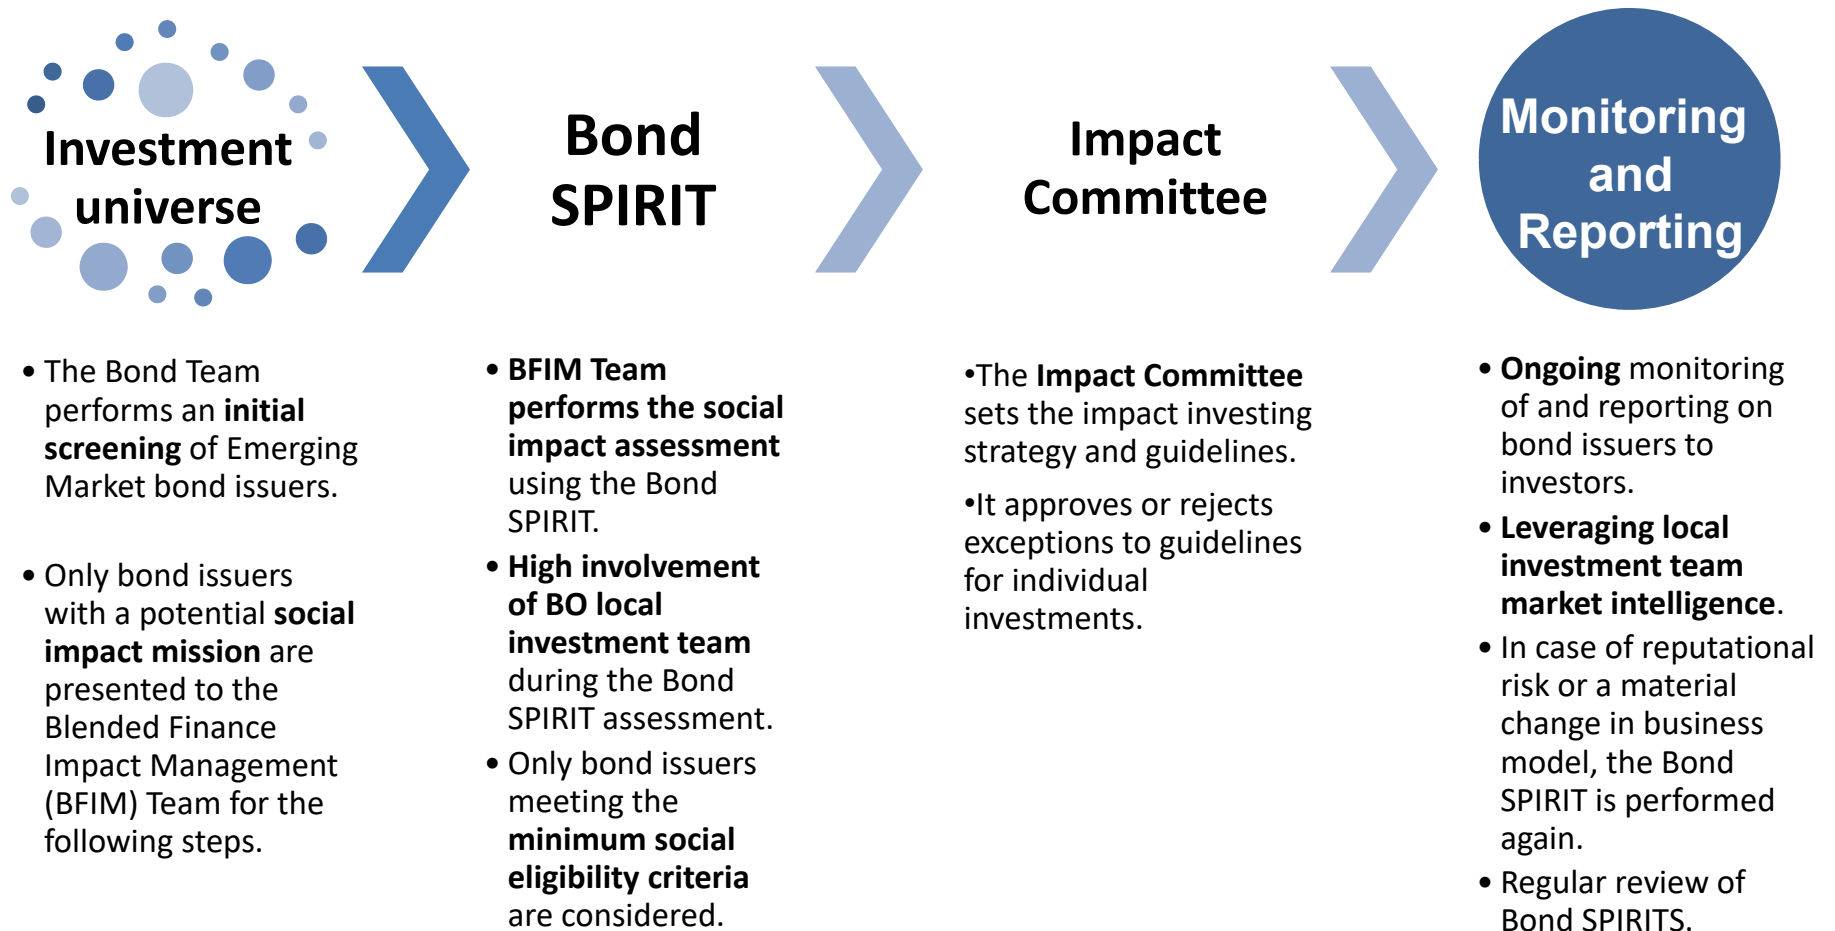 Investment
universe
Bond
SPIRIT
Impact
Committee
Monitoring
and
Reporting
• The Bond Team
performs an initial
screening of Emerging
Market bond issuers.
• Only bond issuers
with a potential social
impact mission are
presented to the
Blended Finance
Impact Management
(BFIM) Team for the
following steps.
• BFIM Team
performs the social
impact assessment
using the Bond
SPIRIT.
• High involvement
of BO local
investment team
during the Bond
SPIRIT assessment.
• Only bond issuers
meeting the
minimum social
eligibility criteria
are considered.
•The Impact Committee
sets the impact investing
strategy and guidelines.
•It approves or rejects
exceptions to guidelines
for individual
investments.
• Ongoing monitoring
of and reporting on
bond issuers to
investors.
• Leveraging local
investment team
market intelligence.
• In case of reputational
risk or a material
change in business
model, the Bond
SPIRIT is performed
again.
• Regular review of
Bond SPIRITS.